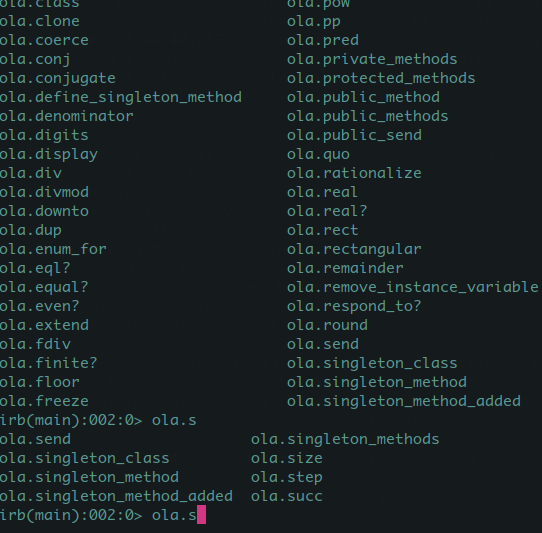 ola.class ola.pow
ola.clone ola.pp
ola.coerce ola.pred
ola.conj ola.private_methods
ola.conjugate ola.protected_methods
ola.define_singleton_method ola.public_method
ola.denominator ola.public_methods
ola.digits ola.public_send
ola.display ola.quo
ola.div ola.rationalize
ola.divmod ola.real
ola.downto ola.real?
ola.dup ola.rect
ola.enum_for ola.rectangular
ola.eql? ola.remainder
ola.equal? ola.remove_instance_variable
ola.even? ola.respond_to?
ola.extend ola.round
ola.fdiv ola.send
ola.finite? ola.singleton_class
ola.floor ola.singleton_method
ola.freeze ola.singleton_method_added
irb(main):002:0> ola.s
ola.send ola.singleton_methods
ola.singleton_class ola.size
ola.singleton_method ola.step
ola.singleton_method_added ola.succ
irb(main):002:0> ola.s